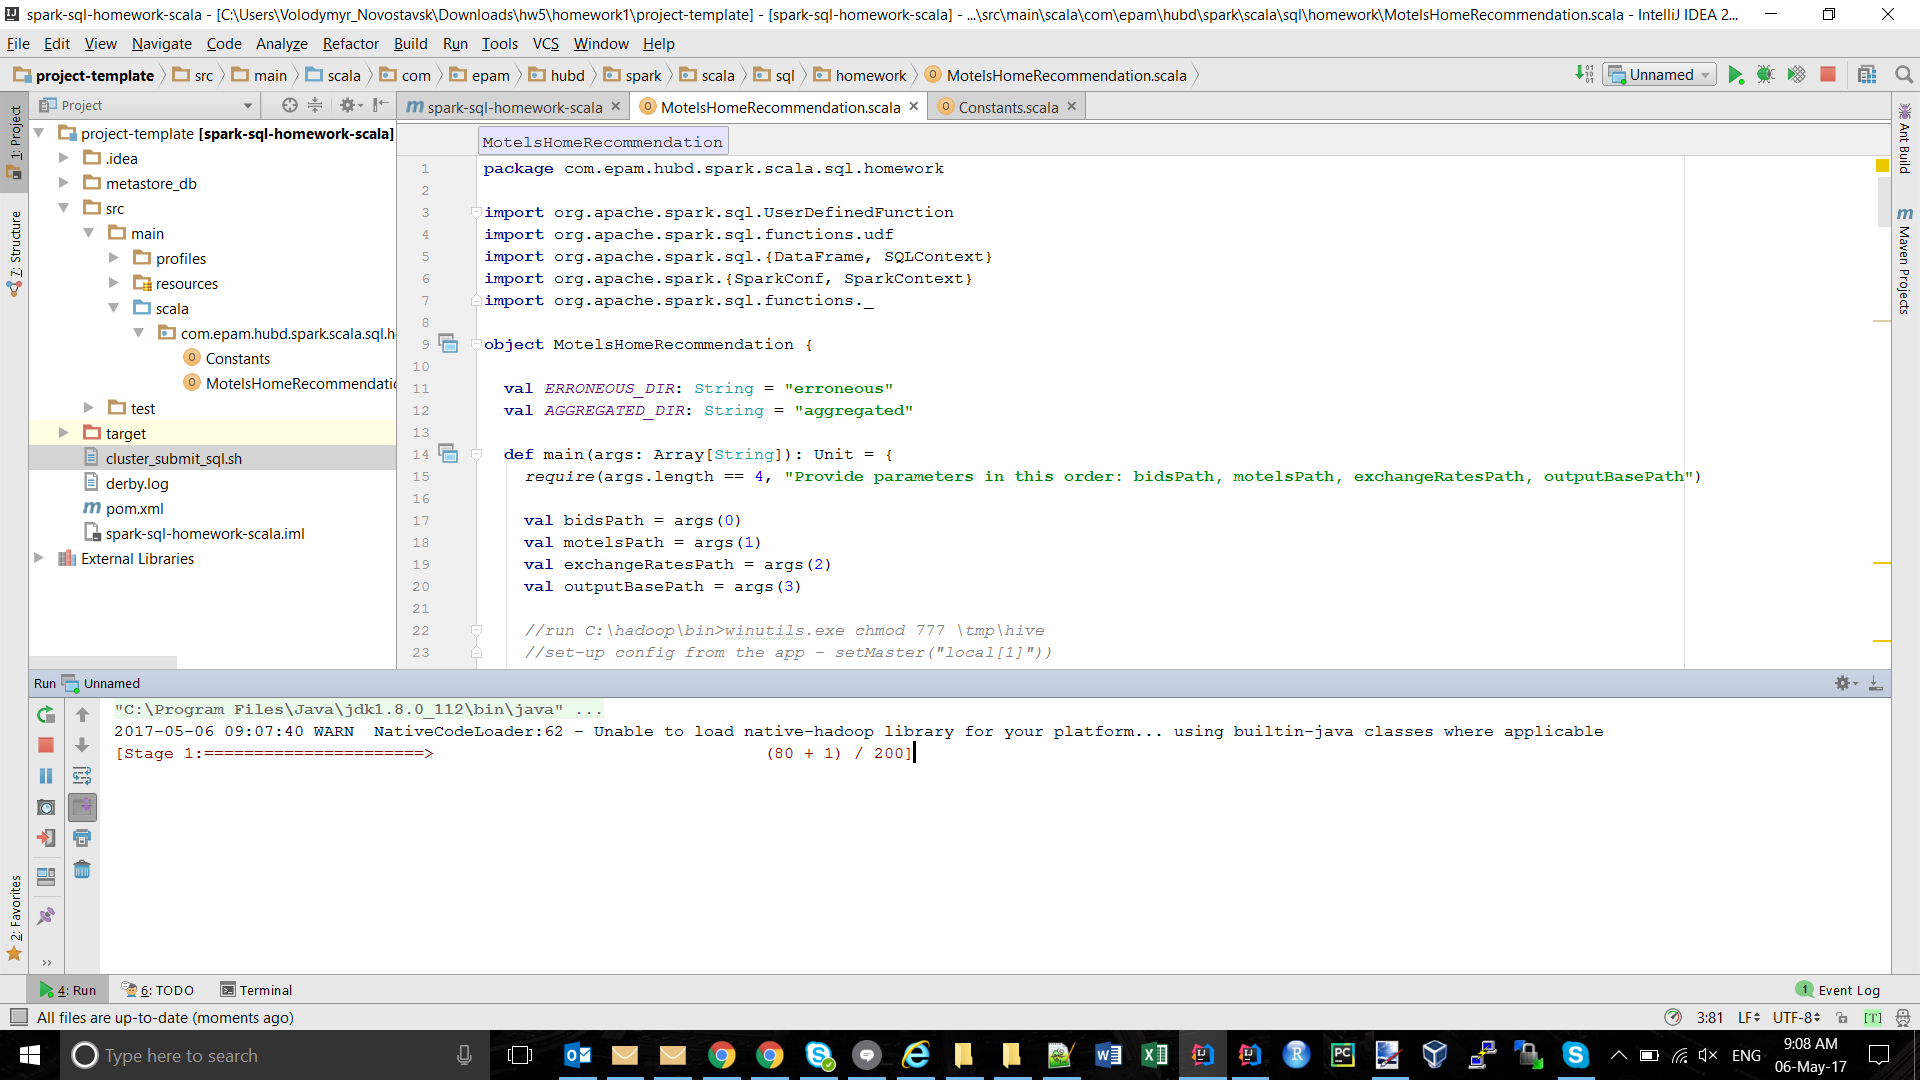 spark-sql-homework-scala - [C:\Users\Volodymyr_Novostavsk\Downloads\hw5\homework1\project-template] - [spark-sql-homework-scala] - ...\src\main\scala\com\epam\hubd\spark\scala\sql\homework\MotelsHomeRecommendation.scala - IntelliJ IDEA 2...
File Edit View Navigate Code Analyze Refactor Build Run Tools VCS Window Help
project-template src main scala com epam hubd spark scala sql homework MotelsHomeRecommendation.scala Unnamed
Project spark-sql-homework-scala MotelsHomeRecommendation.scala Constants.scala
1: Project
7: Structure
2: Favorites
project-template [spark-sql-homework-scala]
.idea
metastore_db
src
main
profiles
resources
scala
com.epam.hubd.spark.scala.sql.h
Constants
MotelsHomeRecommendatic
test
target
cluster_submit_sql.sh
derby.log
pom.xml
spark-sql-homework-scala.iml
External Libraries
MotelsHomeRecommendation
1 package com.epam.hubd.spark.scala.sql.homework
2
3 import org.apache.spark.sql.UserDefinedFunction
4 import org.apache.spark.sql.functions.udf
5 import org.apache.spark.sql.{DataFrame, SQLContext}
6 import org.apache.spark.{SparkConf, SparkContext}
7 import org.apache.spark.sql.functions._
8
9 object MotelsHomeRecommendation {
10
11 val ERRONEOUS_DIR: String = "erroneous"
12 val AGGREGATED_DIR: String = "aggregated"
13
14 def main(args: Array[String]): Unit = {
15 require(args.length == 4, "Provide parameters in this order: bidsPath, motelsPath, exchangeRatesPath, outputBasePath")
16
17 val bidsPath = args(0)
18 val motelsPath = args(1)
19 val exchangeRatesPath = args(2)
20 val outputBasePath = args(3)
21
22 //run C:\hadoop\bin>winutils.exe chmod 777 \tmp\hive
23 //set-up config from the app - setMaster("local[1]"))
Ant Build
Maven Projects
Run Unnamed
"C:\Program Files\Java\jdk1.8.0_112\bin\java" ...
2017-05-06 09:07:40 WARN  NativeCodeLoader:62 - Unable to load native-hadoop library for your platform... using builtin-java classes where applicable
[Stage 1:======================>                                 (80 + 1) / 200]
4: Run 6: TODO Terminal 1 Event Log
All files are up-to-date (moments ago) 3:81 LF UTF-8 [T]
Type here to search ENG 9:08 AM
06-May-17